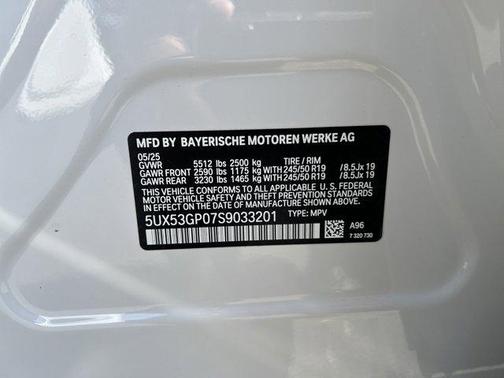 MFD BY BAYERISCHE MOTOREN WERKE AG
05/25
GVWR 5512 lbs 2500 kg TIRE / RIM
GAWR FRONT 2590 lbs 1175 kg 245/50 R19 /8.5Jx 19
GAWR REAR 3230 lbs 1465 kg 245/50 R19 /8.5Jx 19
THIS VEHICLE CONFORMS TO ALL APPLICABLE U.S. FEDERAL
MOTOR VEHICLE SAFETY AND THEFT PREVENTION STANDARDS
IN EFFECT ON THE DATE OF MANUFACTURE SHOWN ABOVE.
5UX53GP07S9033201 TYPE: MPV
A96
7 320 730